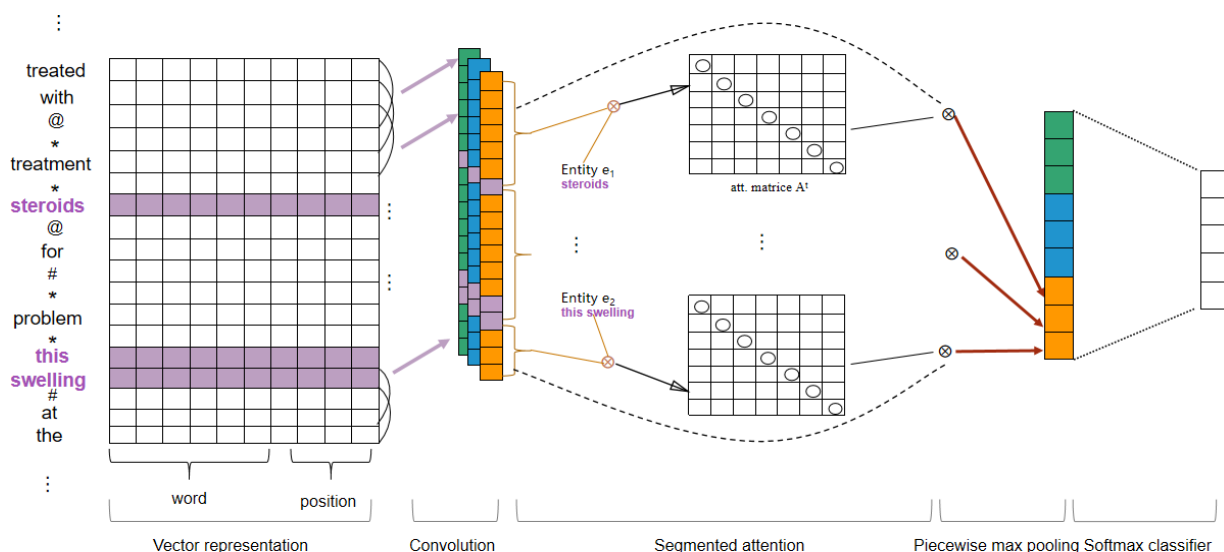 treated
with
@
*
treatment
*
steroids
@
for
#
*
problem
*
this
swelling
#
at
the
word
position
Entity e₁
steroids
Entity e₂
this swelling
att. matrice Aᵗ
Vector representation
Convolution
Segmented attention
Piecewise max pooling
Softmax classifier